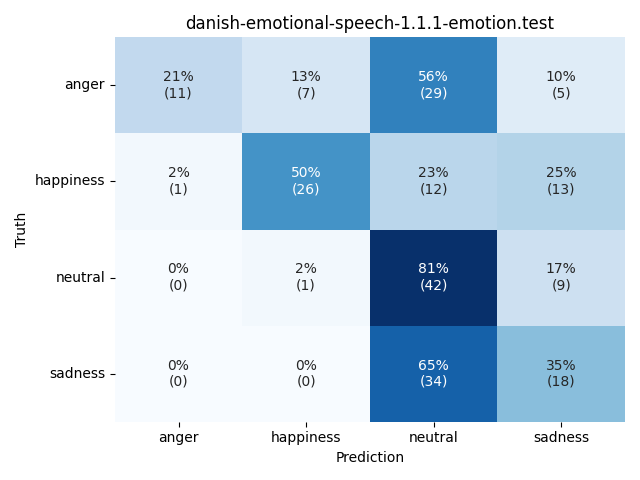 danish-emotional-speech-1.1.1-emotion.test
Truth
anger
21% 13% 56% 10%
(11) (7) (29) (5)
happiness
2% 50% 23% 25%
(1) (26) (12) (13)
neutral
0% 2% 81% 17%
(0) (1) (42) (9)
sadness
0% 0% 65% 35%
(0) (0) (34) (18)
anger happiness neutral sadness
Prediction